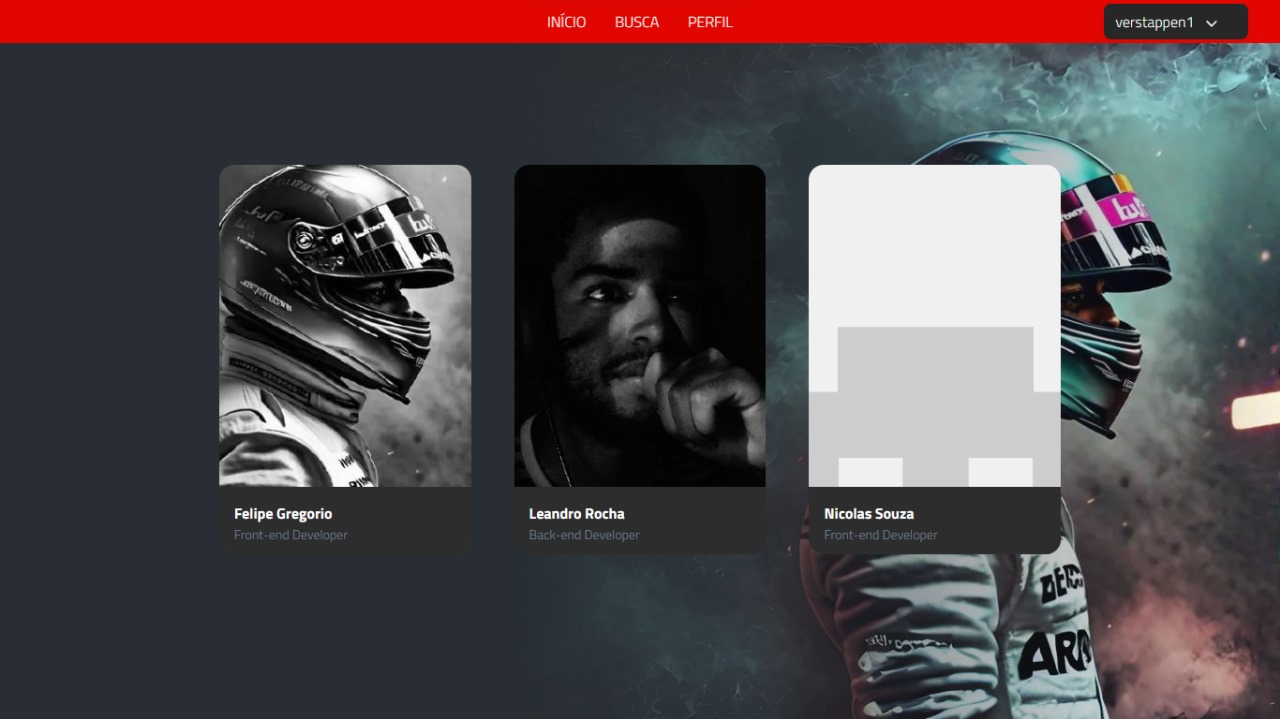 INÍCIO BUSCA PERFIL verstappen1
Felipe Gregorio
Front-end Developer
Leandro Rocha
Back-end Developer
Nicolas Souza
Front-end Developer